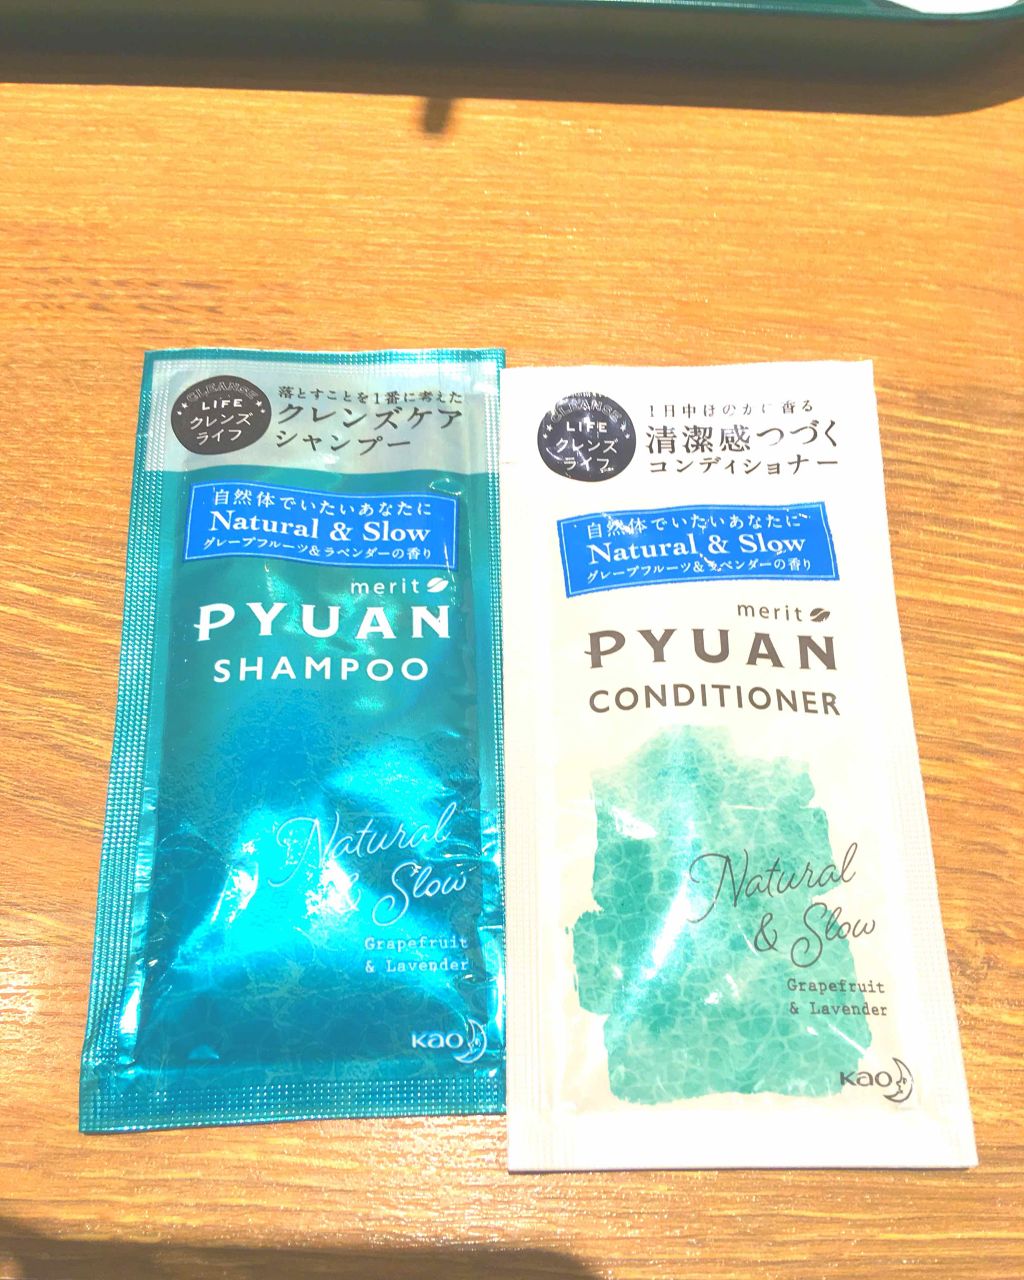 CLEANSE
LIFE
クレンズ
ライフ
落とすことを1番に考えた
クレンズケア
シャンプー
自然体でいたいあなたに
Natural & Slow
グレープフルーツ&ラベンダーの香り
merit
PYUAN
SHAMPOO
Natural
& Slow
Grapefruit
& Lavender
Kao
CLEANSE
LIFE
クレンズ
ライフ
1日中ほのかに香る
清潔感つづく
コンディショナー
自然体でいたいあなたに
Natural & Slow
グレープフルーツ&ラベンダーの香り
merit
PYUAN
CONDITIONER
Natural
& Slow
Grapefruit
& Lavender
Kao